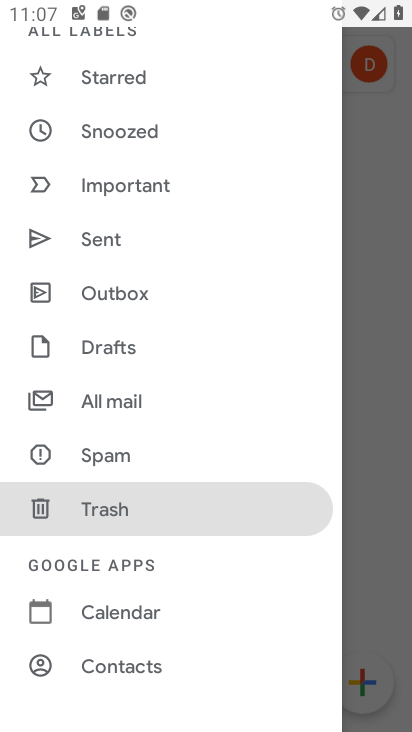 11:07
ALL LABELS
D
Starred
Snoozed
Important
Sent
Outbox
Drafts
All mail
Spam
Trash
GOOGLE APPS
Calendar
Contacts